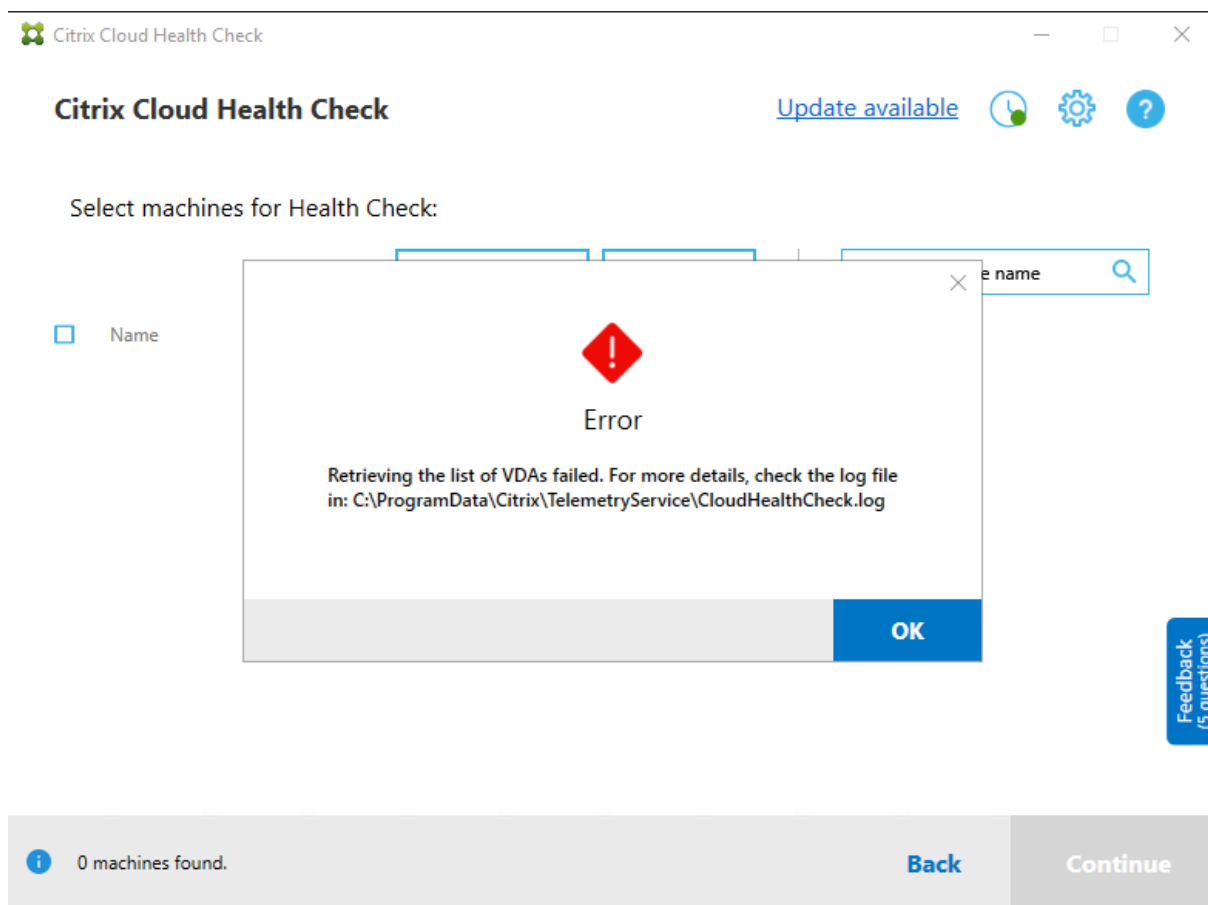 Citrix Cloud Health Check
Citrix Cloud Health Check
Update available
?
Select machines for Health Check:
e name
Name
Error
Retrieving the list of VDAs failed. For more details, check the log file
in: C:\ProgramData\Citrix\TelemetryService\CloudHealthCheck.log
OK
Feedback
(5 questions)
0 machines found.
Back
Continue